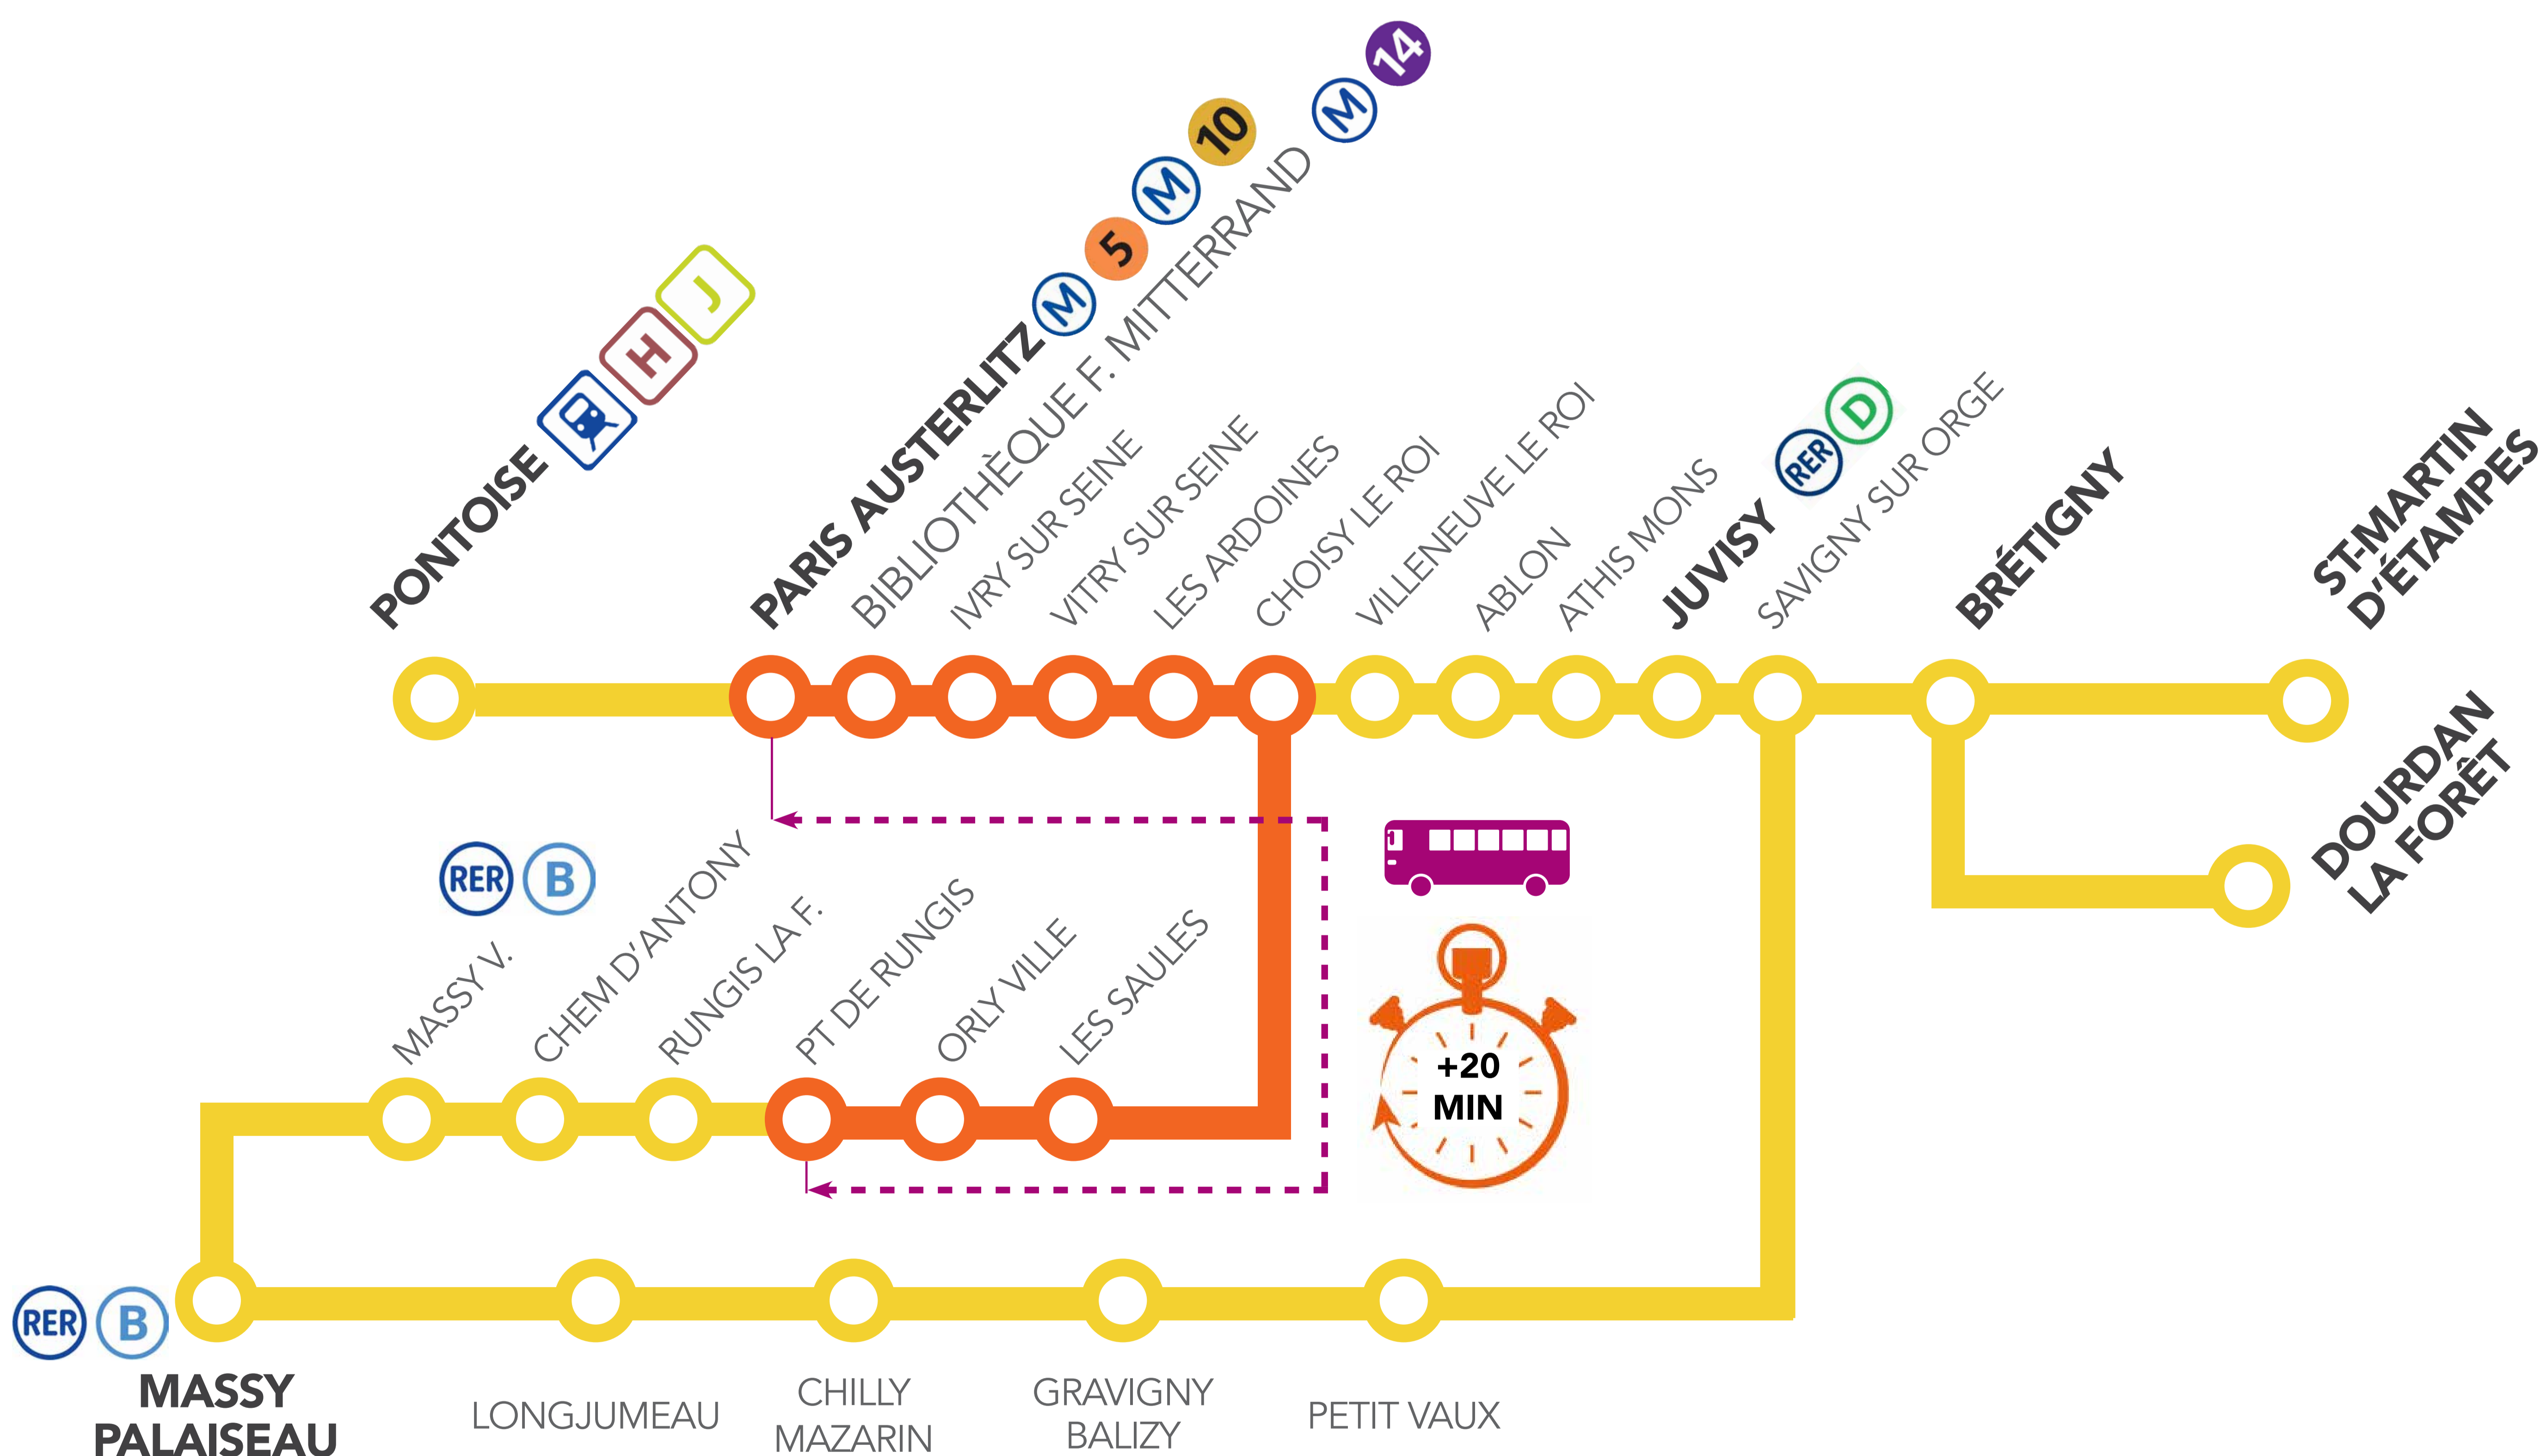 PONTOISE
H
J
PARIS AUSTERLITZ
M
5
M
10
BIBLIOTHÈQUE F. MITTERRAND
M
14
IVRY SUR SEINE
VITRY SUR SEINE
LES ARDOINES
CHOISY LE ROI
VILLENEUVE LE ROI
ABLON
ATHIS MONS
JUVISY
RER
D
SAVIGNY SUR ORGE
BRÉTIGNY
ST-MARTIN
D'ÉTAMPES
DOURDAN
LA FORÊT
RER
B
MASSY V.
CHEM D'ANTONY
RUNGIS LA F.
PT DE RUNGIS
ORLY VILLE
LES SAULES
+20
MIN
RER
B
MASSY
PALAISEAU
LONGJUMEAU
CHILLY
MAZARIN
GRAVIGNY
BALIZY
PETIT VAUX